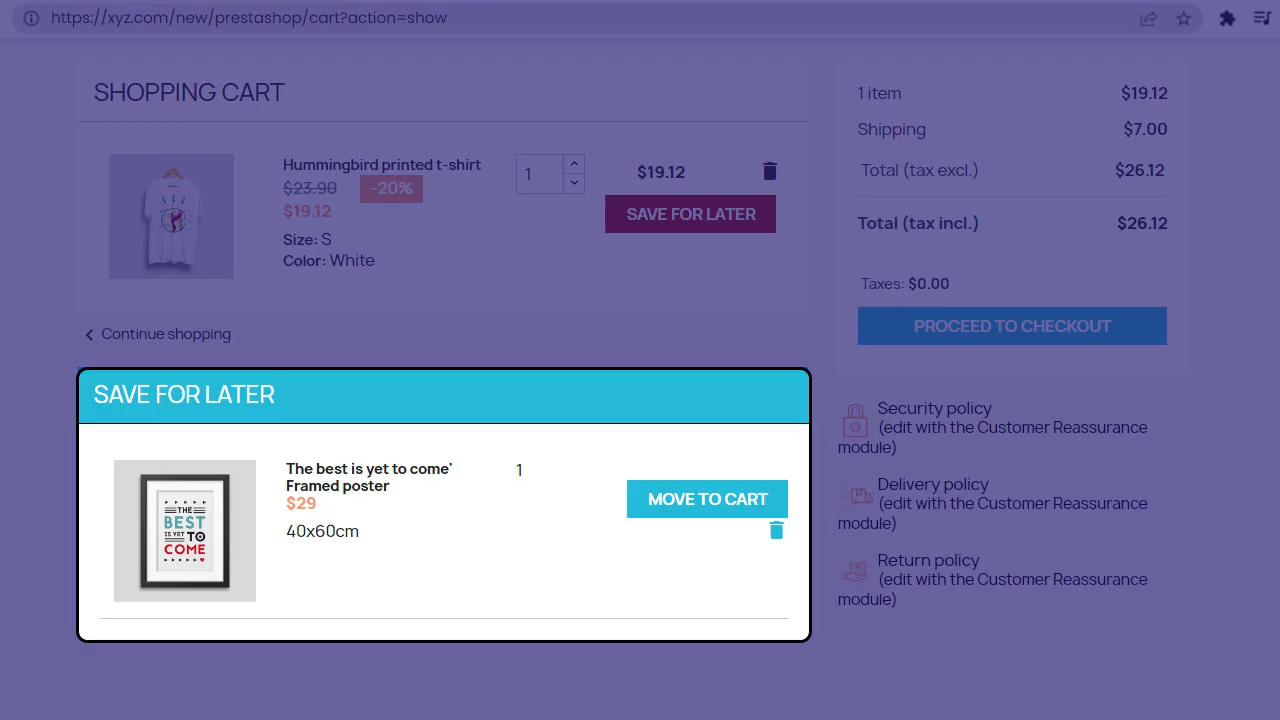 https://xyz.com/new/prestashop/cart?action=show
SHOPPING CART
Hummingbird printed t-shirt
$23.90 -20%
$19.12
Size: S
Color: White
1
$19.12
SAVE FOR LATER
Continue shopping
1 item $19.12
Shipping $7.00
Total (tax excl.) $26.12
Total (tax incl.) $26.12
Taxes: $0.00
PROCEED TO CHECKOUT
SAVE FOR LATER
THE
BEST
IS YET TO
COME
The best is yet to come'
Framed poster
$29
40x60cm
1
MOVE TO CART
Security policy
(edit with the Customer Reassurance
module)
Delivery policy
(edit with the Customer Reassurance
module)
Return policy
(edit with the Customer Reassurance
module)